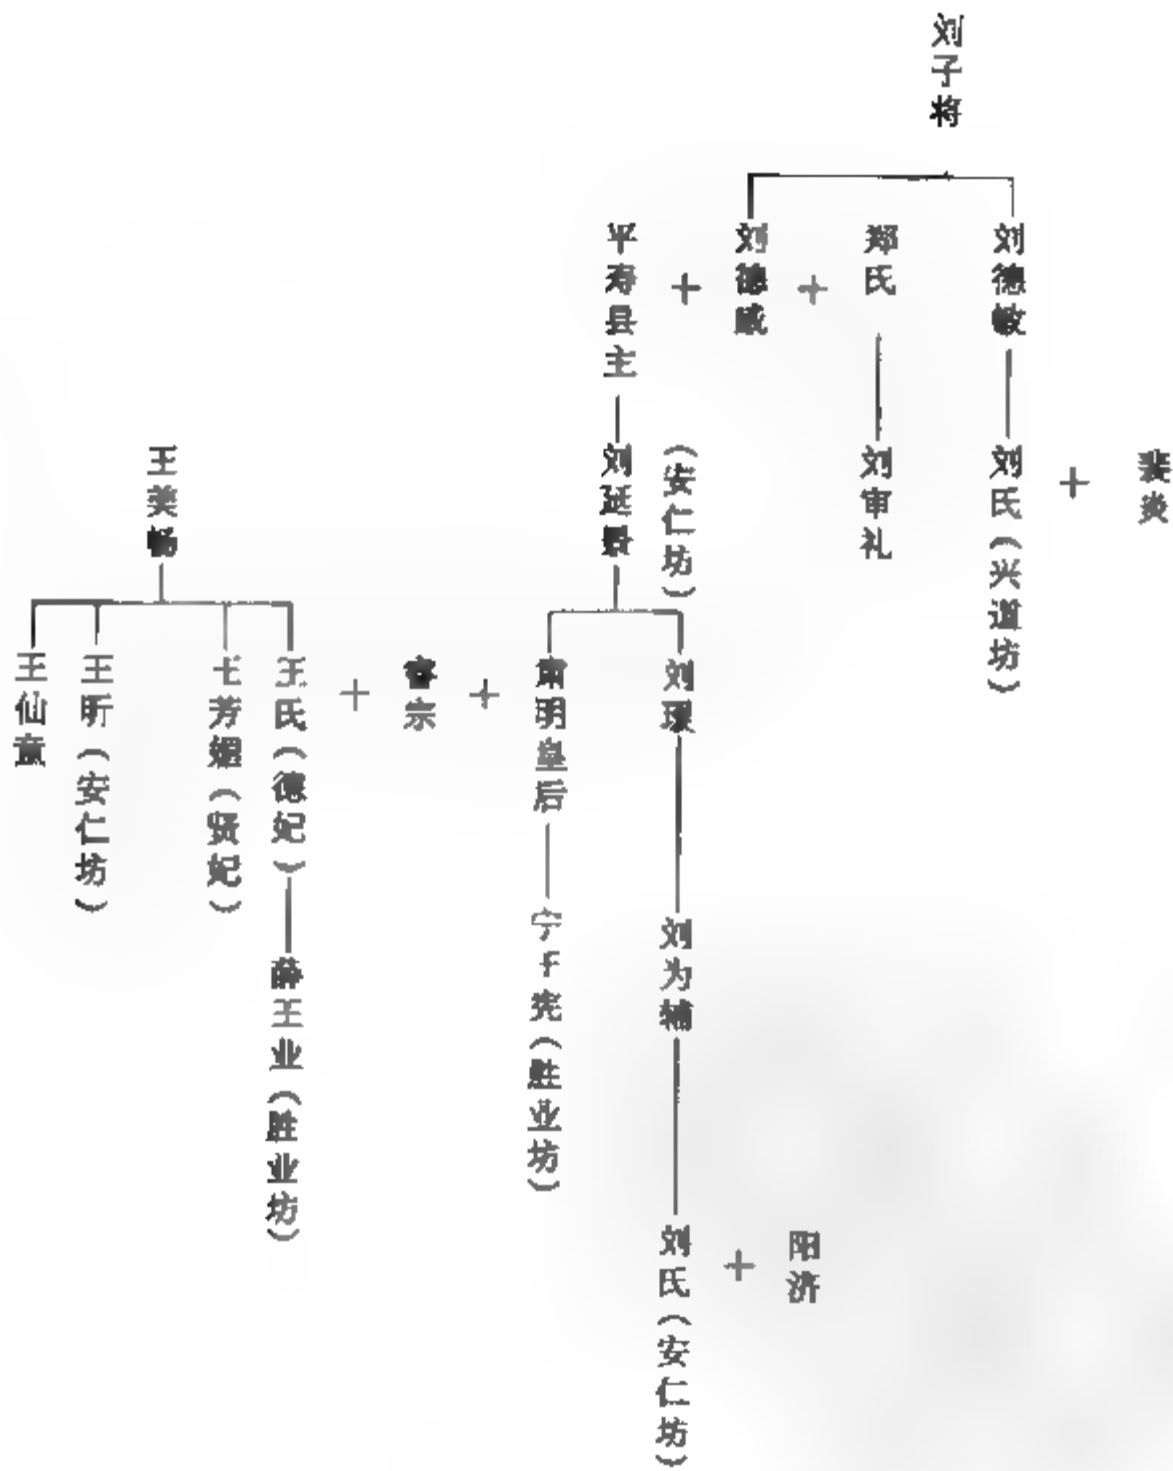 刘子将
平寿县主
+
刘德威
+
郑氏
刘德敏
王美畅
刘延景
(安仁坊)
刘审礼
刘氏(兴道坊)
+
裴炎
王仙童
王昕(安仁坊)
王芳媚(贤妃)
王氏(德妃)
+
睿宗
+
肃明皇后
刘瑗
薛王业(胜业坊)
宁王宪(胜业坊)
刘为辅
刘氏(安仁坊)
+
阳济